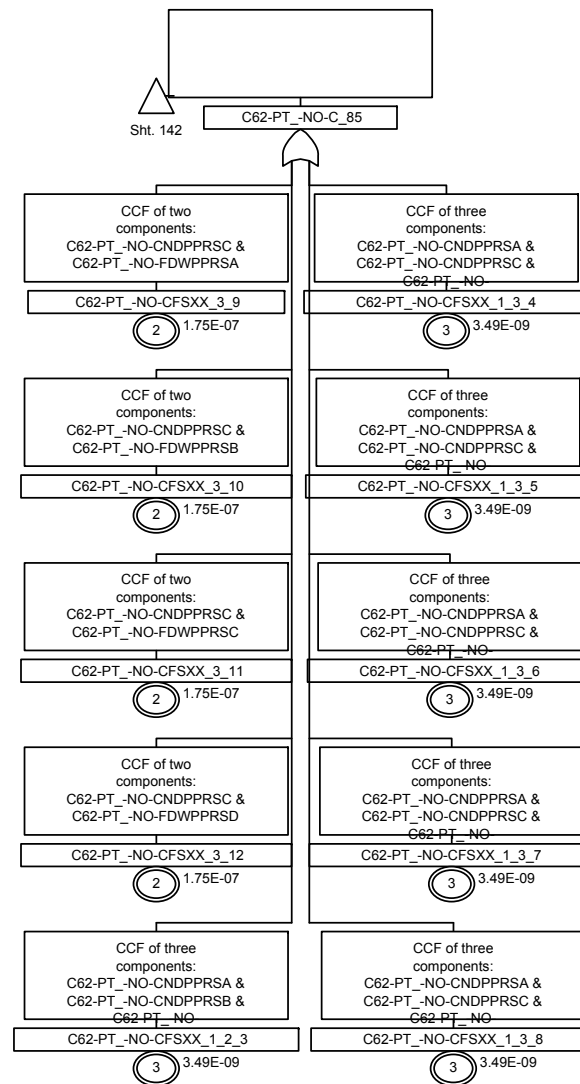 Sht. 142
C62-PT_-NO-C_85
CCF of two
components:
C62-PT_-NO-CNDPPRSC &
C62-PT_-NO-FDWPPRSA
C62-PT_-NO-CFSXX_3_9
2
1.75E-07
CCF of three
components:
C62-PT_-NO-CNDPPRSA &
C62-PT_-NO-CNDPPRSC &
C62-PT_-NO-
C62-PT_-NO-CFSXX_1_3_4
3
3.49E-09
CCF of two
components:
C62-PT_-NO-CNDPPRSC &
C62-PT_-NO-FDWPPRSB
C62-PT_-NO-CFSXX_3_10
2
1.75E-07
CCF of three
components:
C62-PT_-NO-CNDPPRSA &
C62-PT_-NO-CNDPPRSC &
C62-PT_-NO-
C62-PT_-NO-CFSXX_1_3_5
3
3.49E-09
CCF of two
components:
C62-PT_-NO-CNDPPRSC &
C62-PT_-NO-FDWPPRSC
C62-PT_-NO-CFSXX_3_11
2
1.75E-07
CCF of three
components:
C62-PT_-NO-CNDPPRSA &
C62-PT_-NO-CNDPPRSC &
C62-PT_-NO-
C62-PT_-NO-CFSXX_1_3_6
3
3.49E-09
CCF of two
components:
C62-PT_-NO-CNDPPRSC &
C62-PT_-NO-FDWPPRSD
C62-PT_-NO-CFSXX_3_12
2
1.75E-07
CCF of three
components:
C62-PT_-NO-CNDPPRSA &
C62-PT_-NO-CNDPPRSC &
C62-PT_-NO-
C62-PT_-NO-CFSXX_1_3_7
3
3.49E-09
CCF of three
components:
C62-PT_-NO-CNDPPRSA &
C62-PT_-NO-CNDPPRSB &
C62-PT_-NO-
C62-PT_-NO-CFSXX_1_2_3
3
3.49E-09
CCF of three
components:
C62-PT_-NO-CNDPPRSA &
C62-PT_-NO-CNDPPRSC &
C62-PT_-NO-
C62-PT_-NO-CFSXX_1_3_8
3
3.49E-09